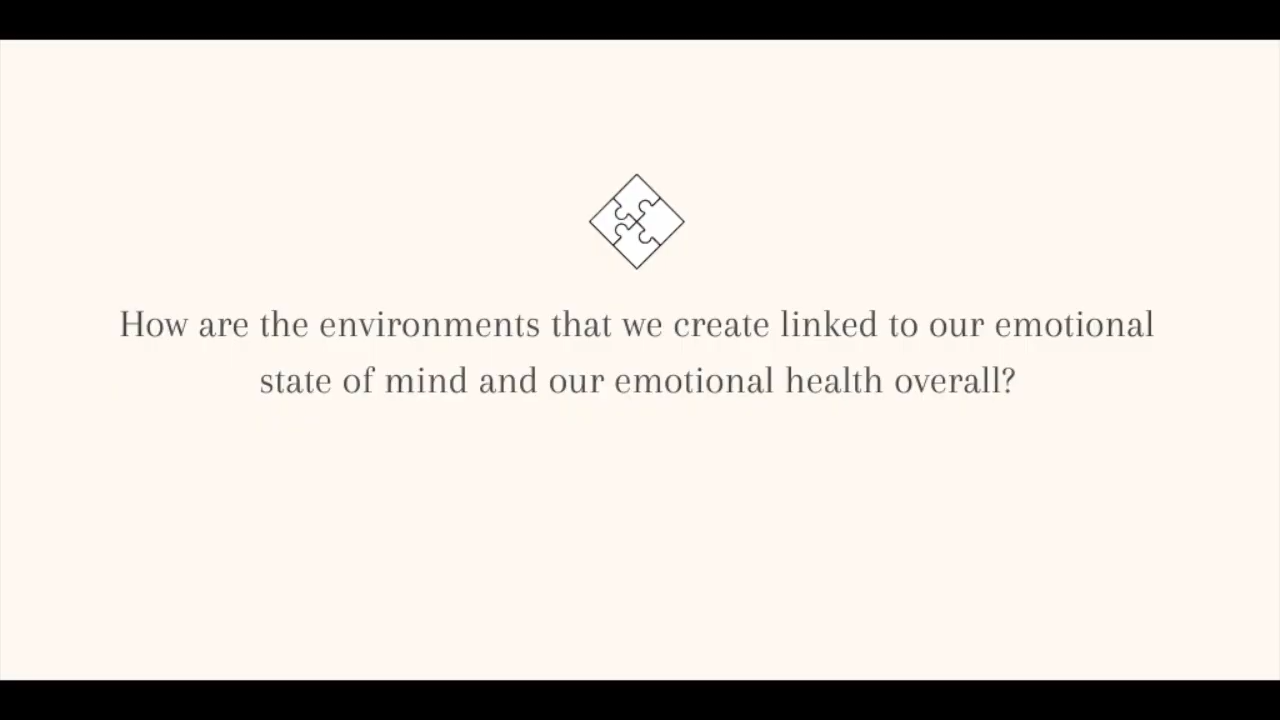 How are the environments that we create linked to our emotional
state of mind and our emotional health overall?